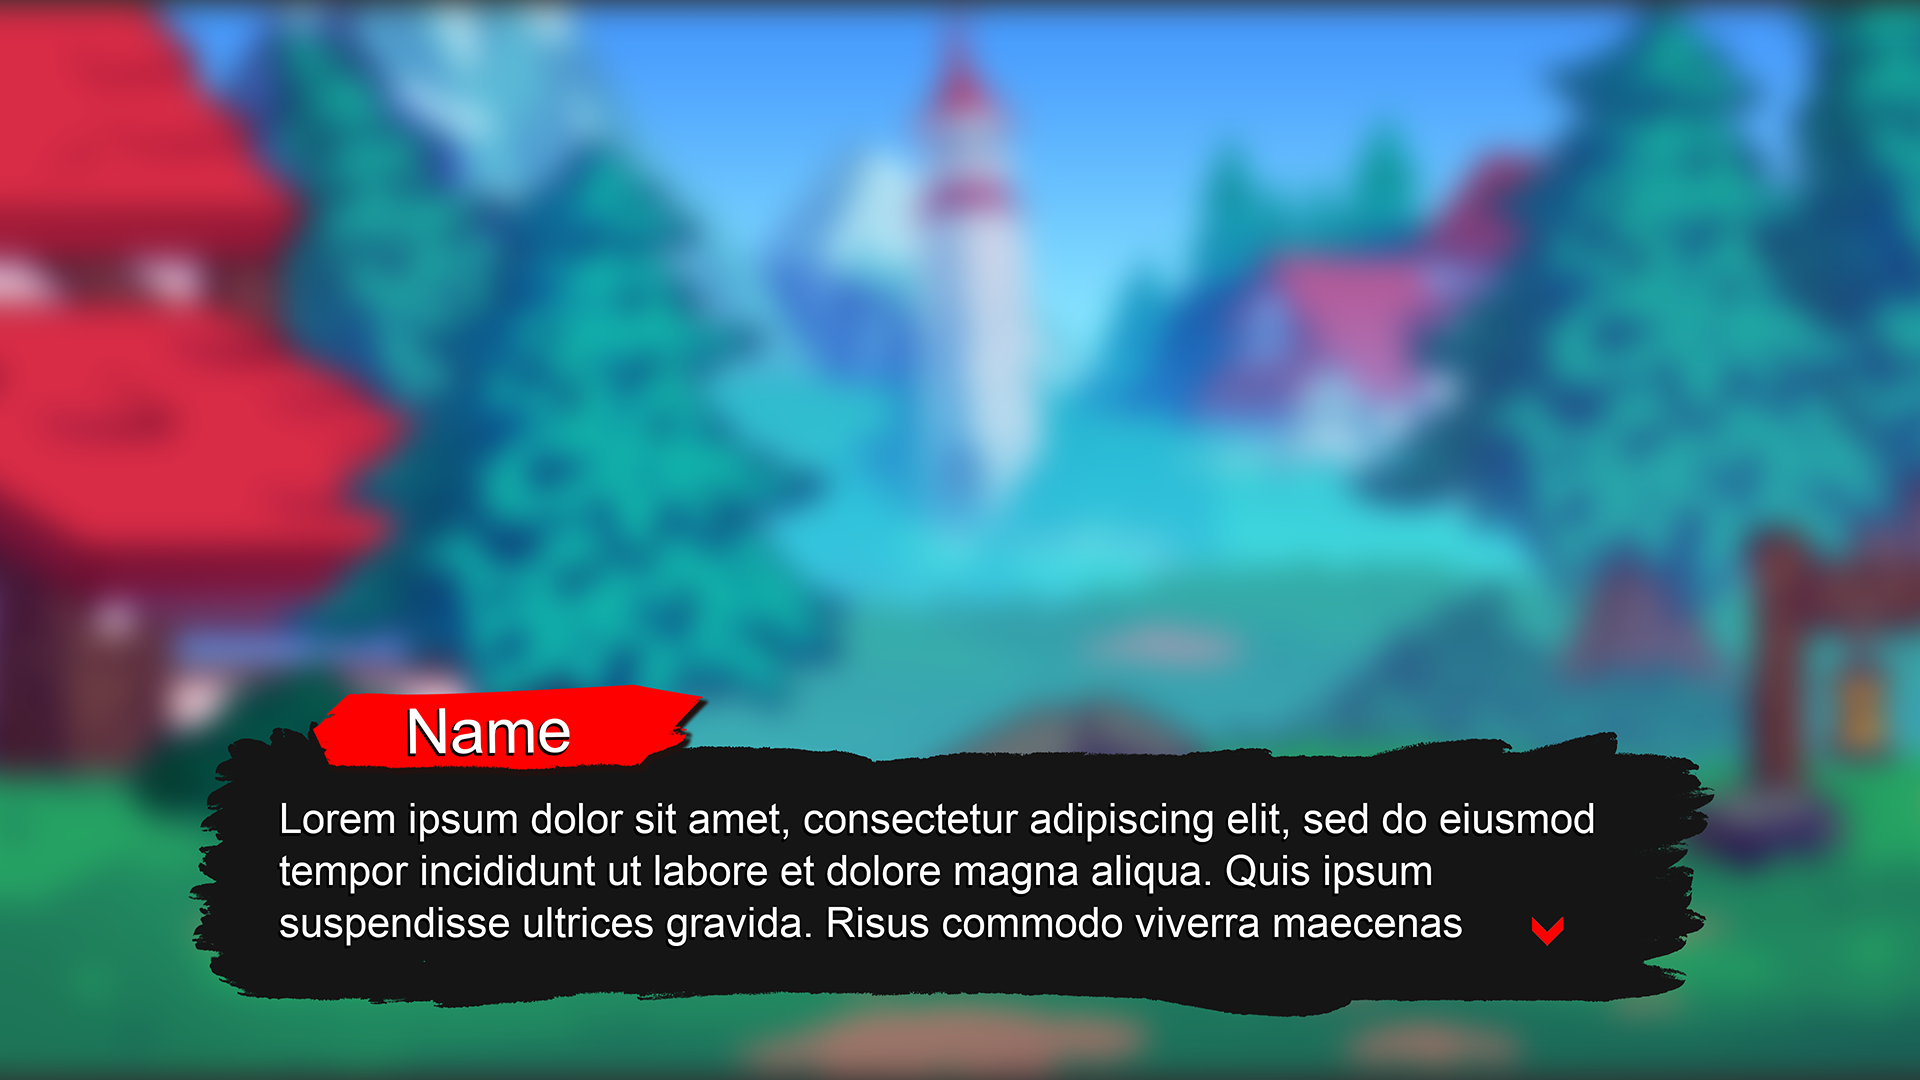 Name
Lorem ipsum dolor sit amet, consectetur adipiscing elit, sed do eiusmod
tempor incididunt ut labore et dolore magna aliqua. Quis ipsum
suspendisse ultrices gravida. Risus commodo viverra maecenas